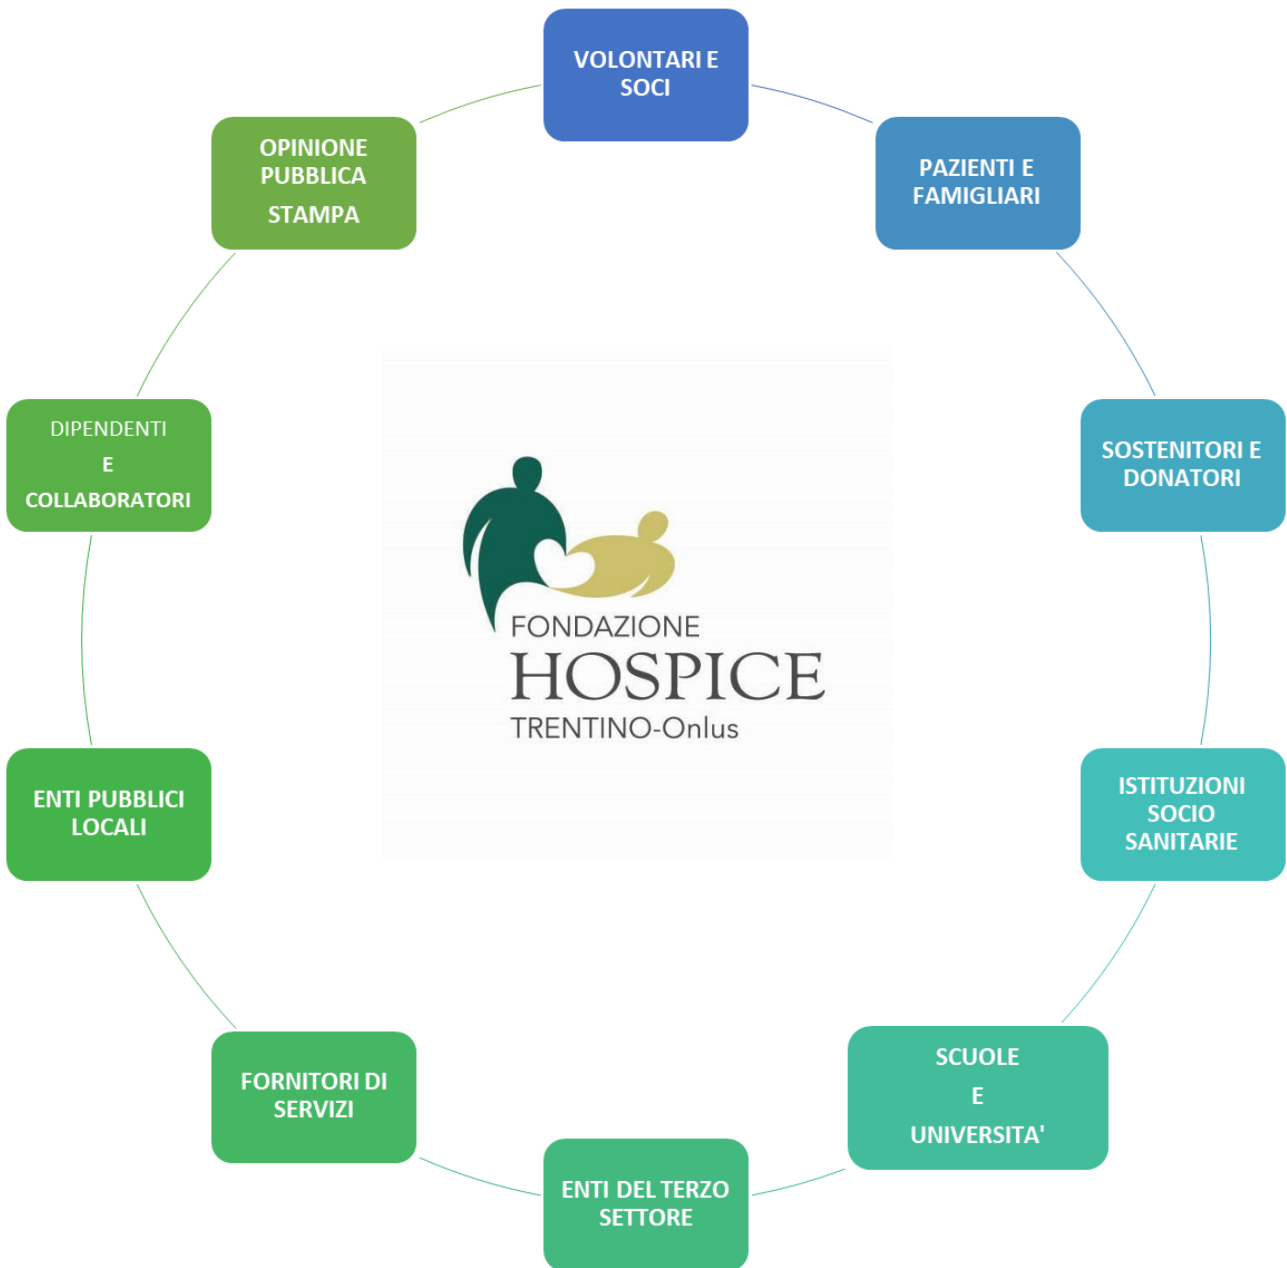 VOLONTARI E
SOCI
PAZIENTI E
FAMIGLIARI
SOSTENITORI E
DONATORI
ISTITUZIONI
SOCIO
SANITARIE
SCUOLE
E
UNIVERSITA'
ENTI DEL TERZO
SETTORE
FORNITORI DI
SERVIZI
ENTI PUBBLICI
LOCALI
DIPENDENTI
E
COLLABORATORI
OPINIONE
PUBBLICA
STAMPA
FONDAZIONE
HOSPICE
TRENTINO-Onlus